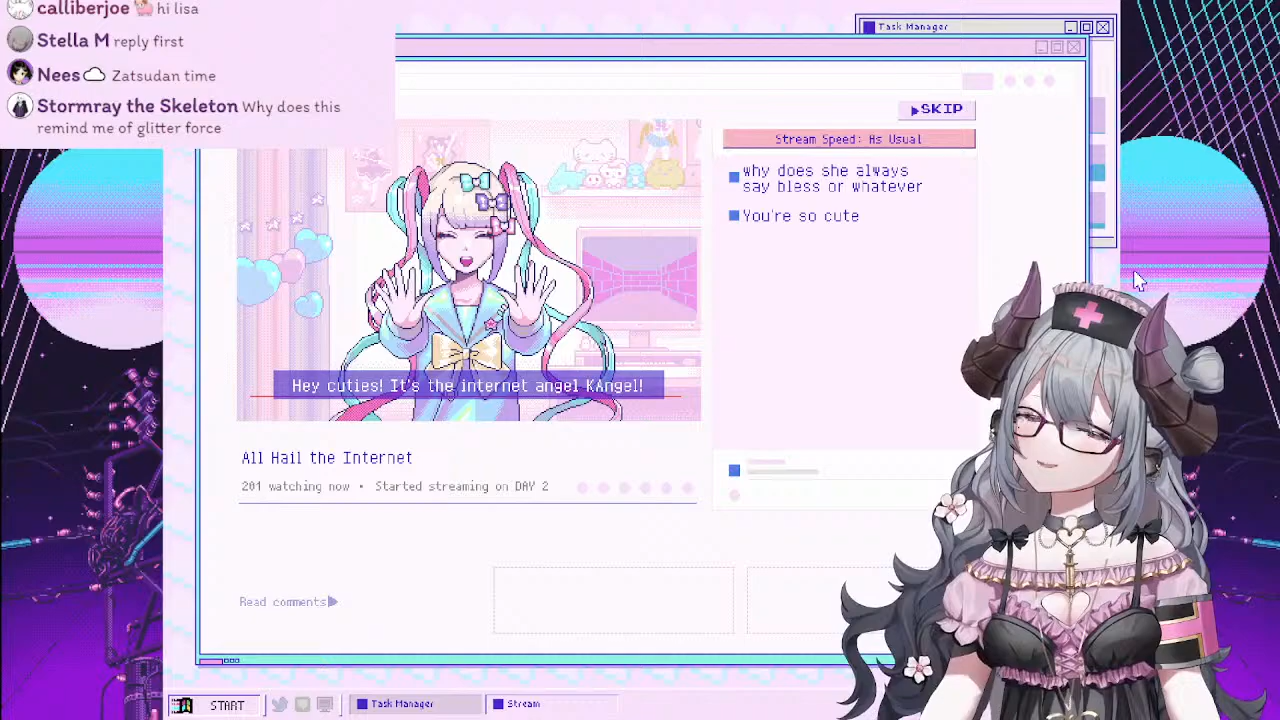 calliberjoe hi lisa
Stella M reply first
Nees Zatsudan time
Stormray the Skeleton Why does this
remind me of glitter force
Task Manager
SKIP
Stream Speed: As Usual
why does she always
say bless or whatever
You're so cute
Hey cuties! It's the internet angel KAngel!
All Hail the Internet
201 watching now • Started streaming on DAY 2
Read comments
START
Task Manager
Stream